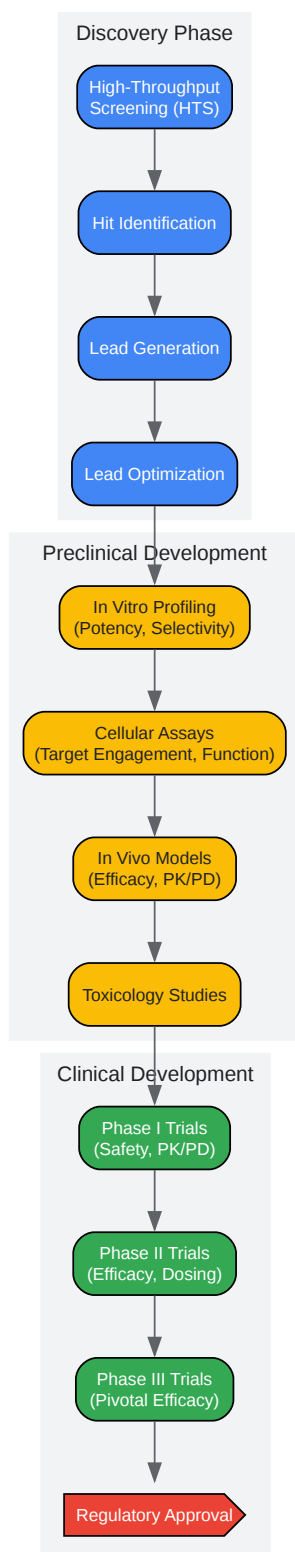 Discovery Phase
High-Throughput
Screening (HTS)
Hit Identification
Lead Generation
Lead Optimization
Preclinical Development
In Vitro Profiling
(Potency, Selectivity)
Cellular Assays
(Target Engagement, Function)
In Vivo Models
(Efficacy, PK/PD)
Toxicology Studies
Clinical Development
Phase I Trials
(Safety, PK/PD)
Phase II Trials
(Efficacy, Dosing)
Phase III Trials
(Pivotal Efficacy)
Regulatory Approval